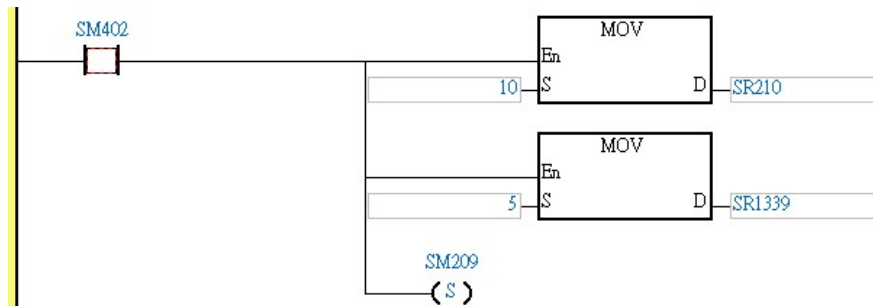 SM402
MOV
En
10 S D SR210
MOV
En
5 S D SR1339
SM209
( S )